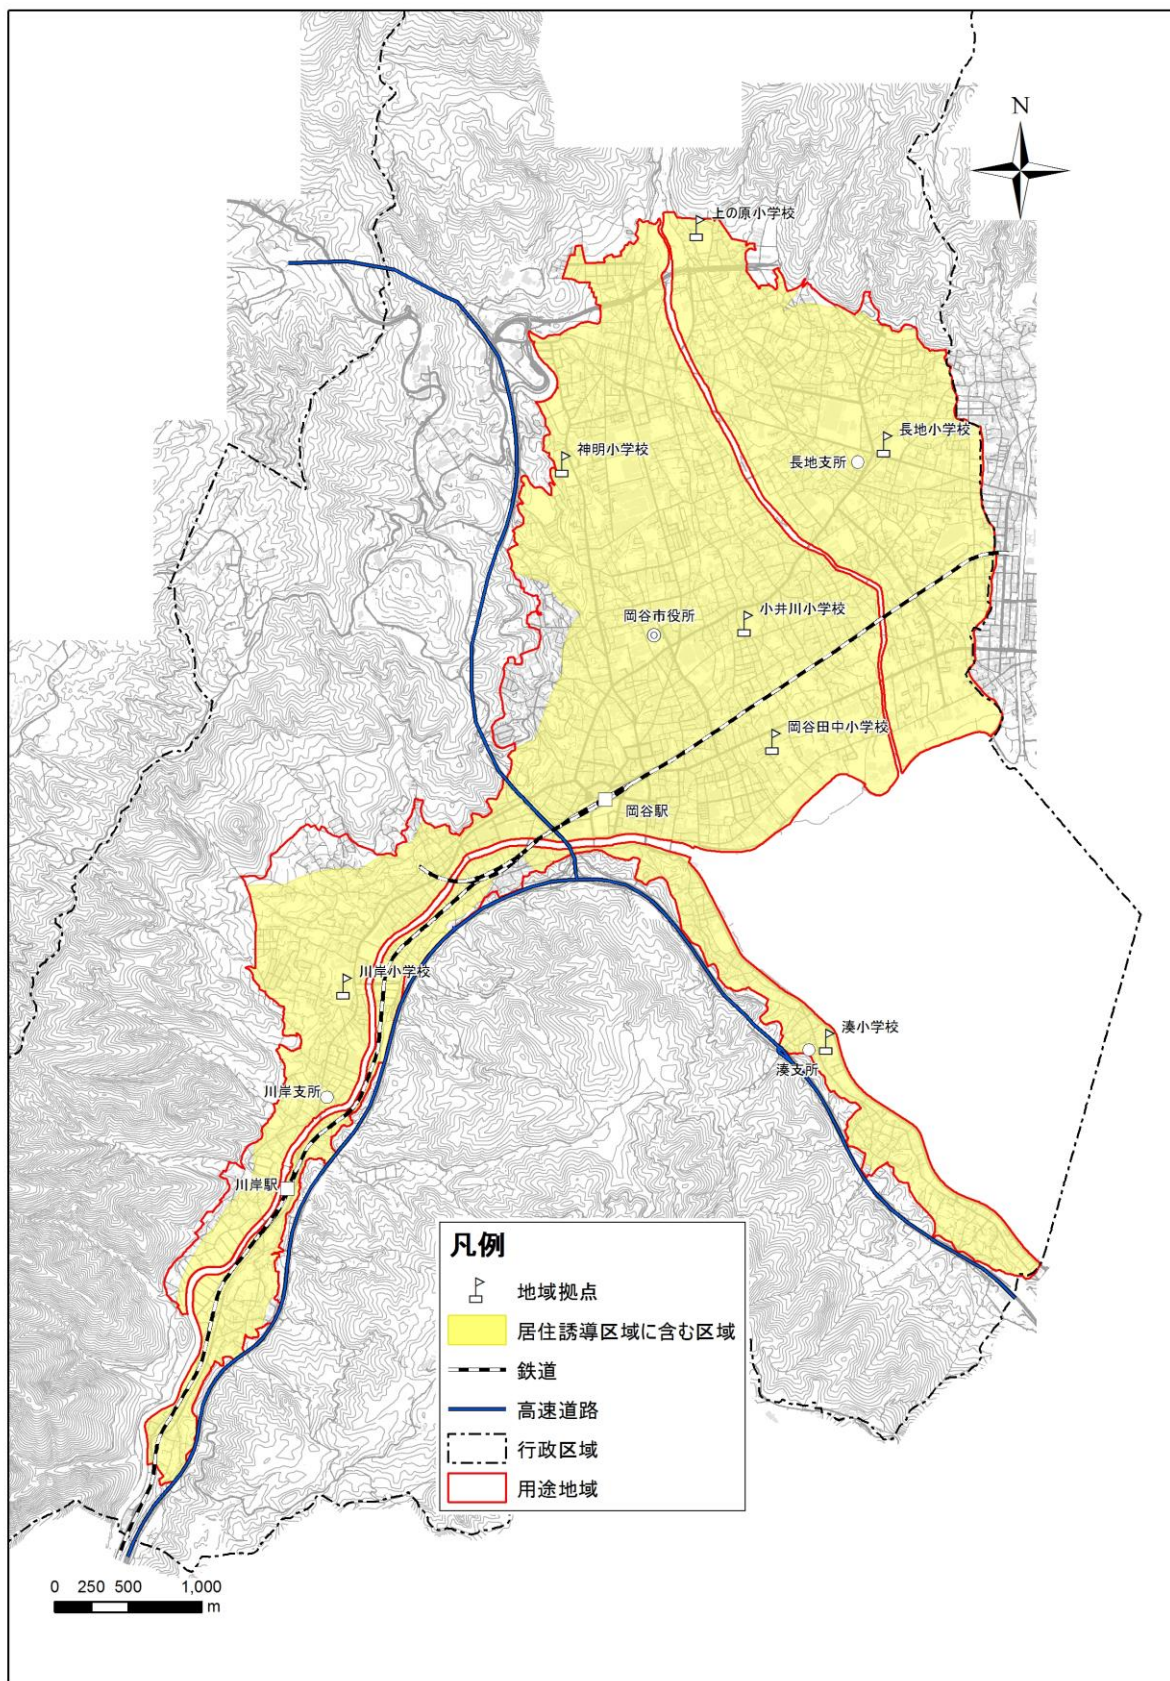 N
上の原小学校
長地小学校
神明小学校
長地支所
小井川小学校
岡谷市役所
岡谷田中小学校
岡谷駅
川岸小学校
湊小学校
湊支所
川岸支所
川岸駅
凡例
地域拠点
居住誘導区域に含む区域
鉄道
高速道路
行政区域
用途地域
0 250 500 1,000
m